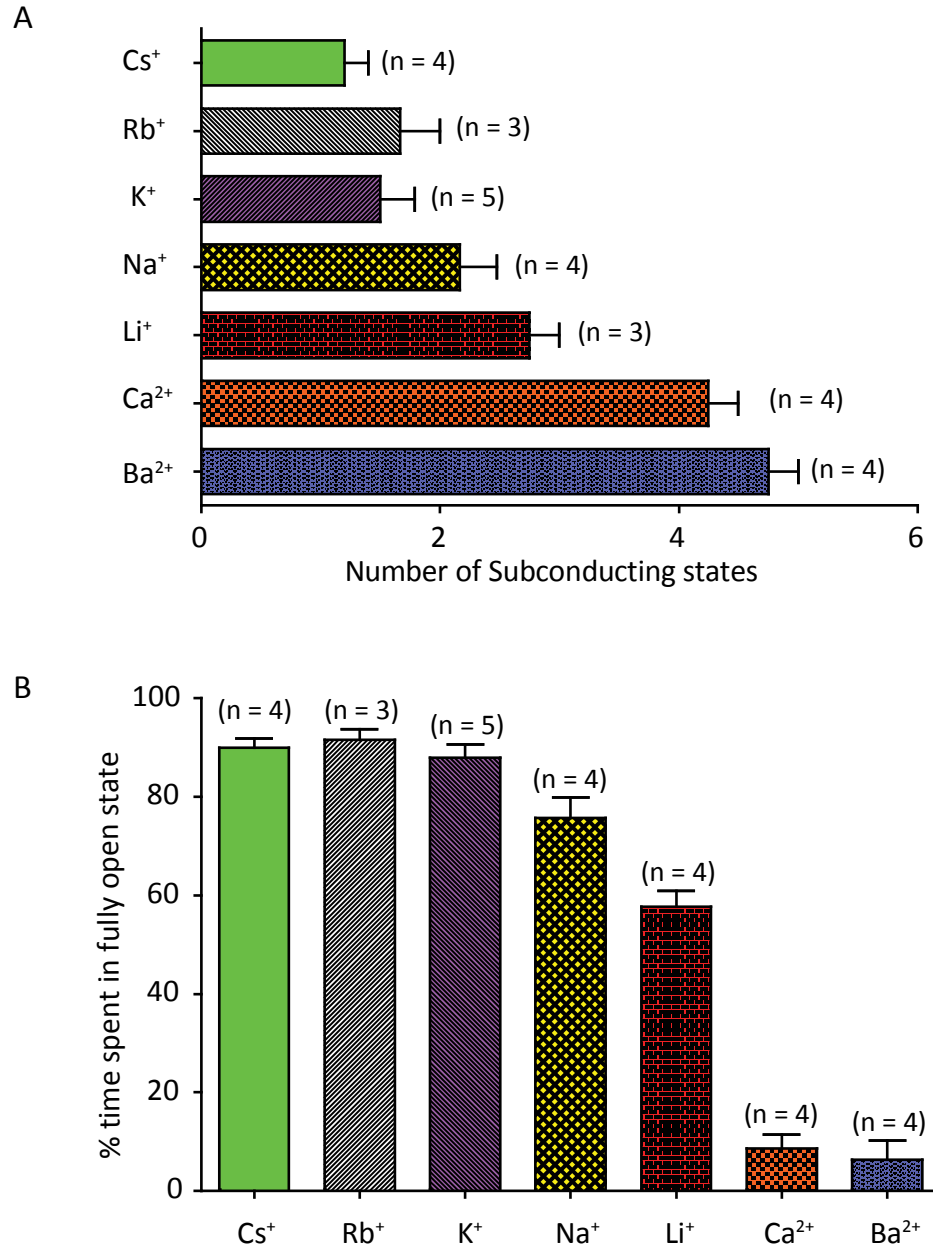 A
Cs⁺ (n = 4)
Rb⁺ (n = 3)
K⁺ (n = 5)
Na⁺ (n = 4)
Li⁺ (n = 3)
Ca²⁺ (n = 4)
Ba²⁺ (n = 4)
0 2 4 6
Number of Subconducting states
B
% time spent in fully open state
100
80
60
40
20
0
(n = 4) (n = 3) (n = 5) (n = 4) (n = 4) (n = 4) (n = 4)
Cs⁺ Rb⁺ K⁺ Na⁺ Li⁺ Ca²⁺ Ba²⁺